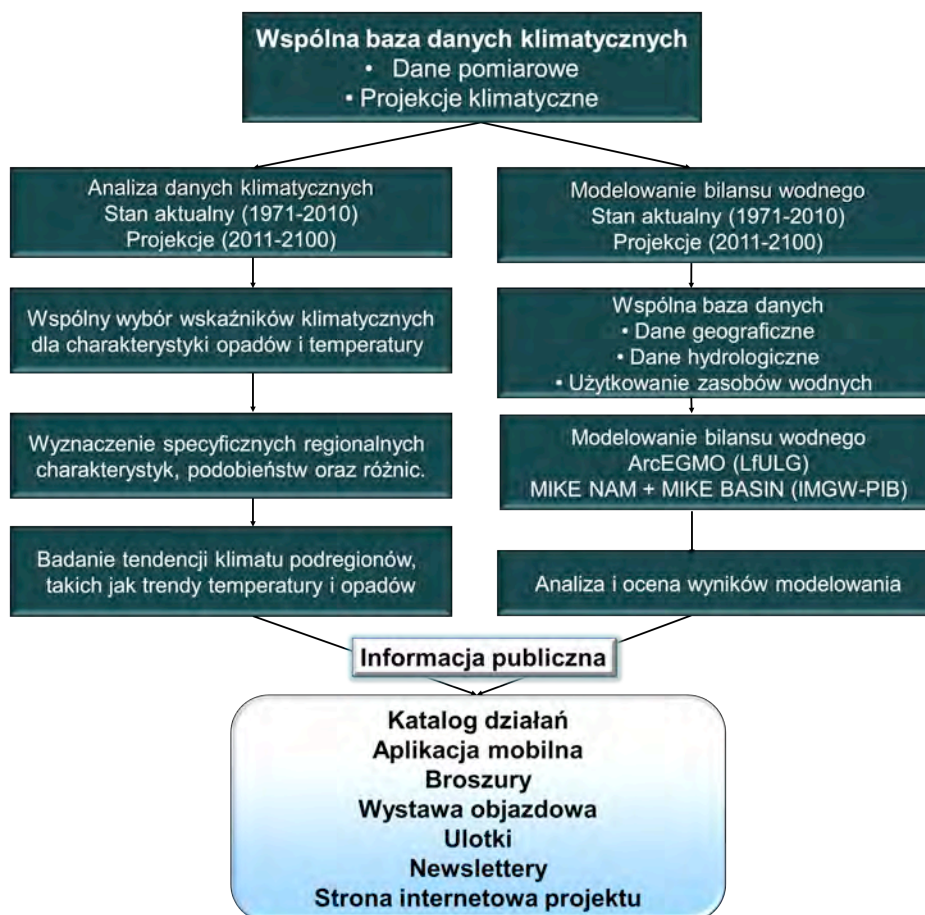 Wspólna baza danych klimatycznych
• Dane pomiarowe
• Projekcje klimatyczne
Analiza danych klimatycznych
Stan aktualny (1971-2010)
Projekcje (2011-2100)
Wspólny wybór wskaźników klimatycznych
dla charakterystyki opadów i temperatury
Wyznaczenie specyficznych regionalnych
charakterystyk, podobieństw oraz różnic.
Badanie tendencji klimatu podregionów,
takich jak trendy temperatury i opadów
Modelowanie bilansu wodnego
Stan aktualny (1971-2010)
Projekcje (2011-2100)
Wspólna baza danych
• Dane geograficzne
• Dane hydrologiczne
• Użytkowanie zasobów wodnych
Modelowanie bilansu wodnego
ArcEGMO (LfULG)
MIKE NAM + MIKE BASIN (IMGW-PIB)
Analiza i ocena wyników modelowania
Informacja publiczna
Katalog działań
Aplikacja mobilna
Broszury
Wystawa objazdowa
Ulotki
Newslettery
Strona internetowa projektu